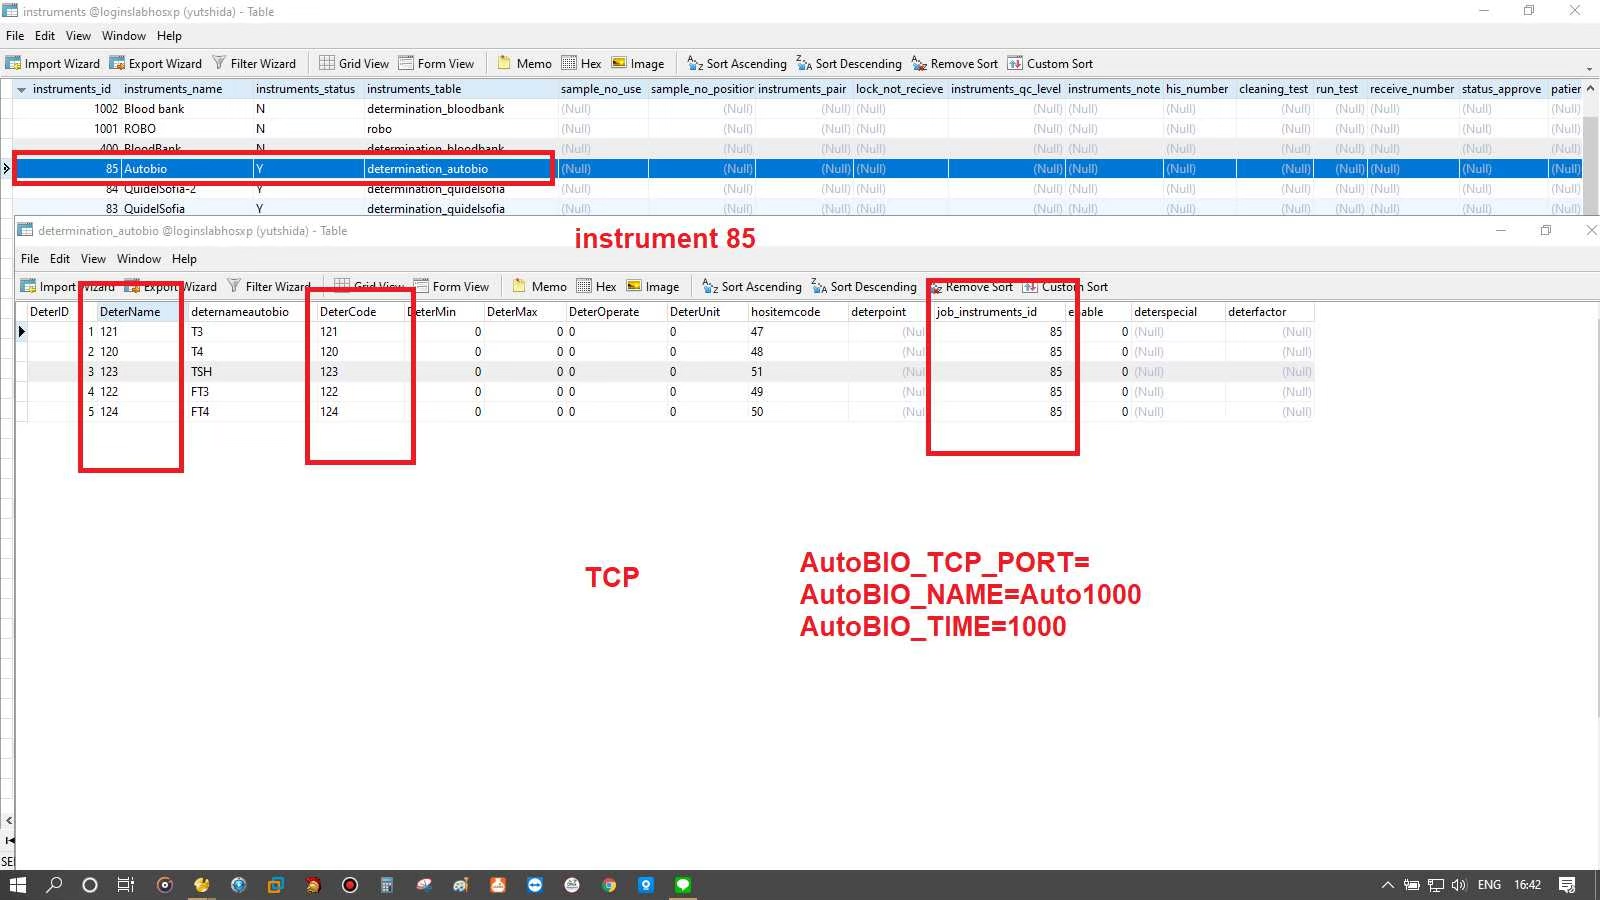 instruments @loginslabhosxp (yutshida) - Table
File Edit View Window Help
Import Wizard Export Wizard Filter Wizard Grid View Form View Memo Hex Image Sort Ascending Sort Descending Remove Sort Custom Sort
instruments_id instruments_name instruments_status instruments_table sample_no_use sample_no_position instruments_pair lock_not_recieve instruments_qc_level instruments_note his_number cleaning_test run_test receive_number status_approve patien
1002 Blood bank N determination_bloodbank (Null) (Null) (Null) (Null) (Null) (Null) (Null) (Null) (Null) (Null) (Null)
1001 ROBO N robo (Null) (Null) (Null) (Null) (Null) (Null) (Null) (Null) (Null) (Null) (Null)
400 BloodBank N determination_bloodbank (Null) (Null) (Null) (Null) (Null) (Null) (Null) (Null) (Null) (Null) (Null)
85 Autobio Y determination_autobio (Null) (Null) (Null) (Null) (Null) (Null) (Null) (Null) (Null) (Null) (Null)
84 QuidelSofia-2 Y determination_quidelsofia (Null) (Null) (Null) (Null) (Null) (Null) (Null) (Null) (Null) (Null) (Null)
83 QuidelSofia Y determination_quidelsofia (Null) (Null) (Null) (Null) (Null) (Null) (Null) (Null) (Null) (Null) (Null)
determination_autobio @loginslabhosxp (yutshida) - Table
instrument 85
File Edit View Window Help
Import Wizard Export Wizard Filter Wizard Grid View Form View Memo Hex Image Sort Ascending Sort Descending Remove Sort Custom Sort
DeterID DeterName deternameautobio DeterCode DeterMin DeterMax DeterOperate DeterUnit hositemcode deterpoint job_instruments_id enable deterspecial deterfactor
1 121 T3 121 0 0 0 0 47 (Nul 85 0 (Null) (Null)
2 120 T4 120 0 0 0 0 48 (Nul 85 0 (Null) (Null)
3 123 TSH 123 0 0 0 0 51 (Nul 85 0 (Null) (Null)
4 122 FT3 122 0 0 0 0 49 (Nul 85 0 (Null) (Null)
5 124 FT4 124 0 0 0 0 50 (Nul 85 0 (Null) (Null)
TCP
AutoBIO_TCP_PORT=
AutoBIO_NAME=Auto1000
AutoBIO_TIME=1000
SE
ENG 16:42